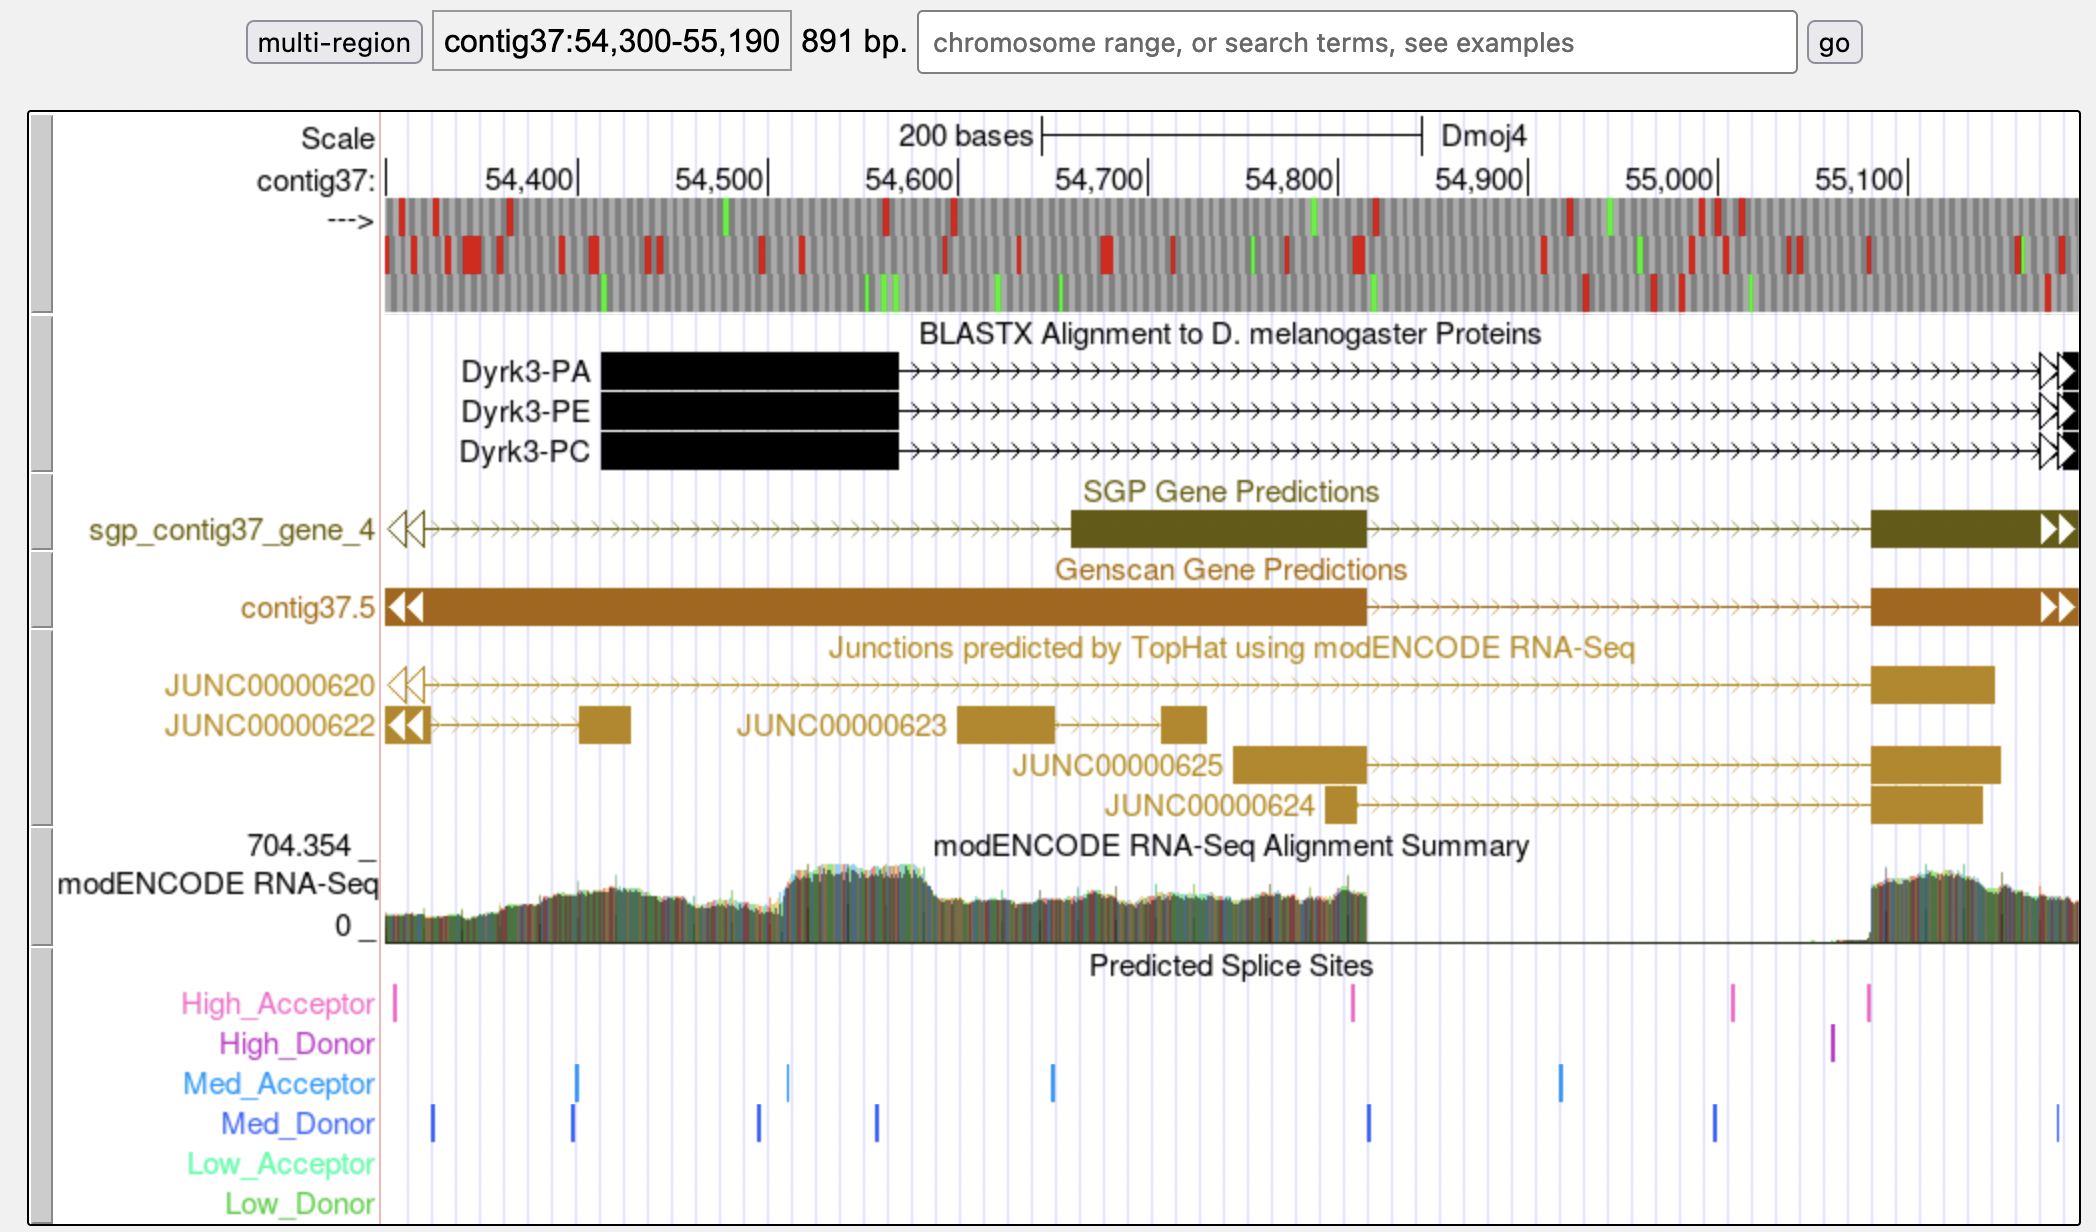 multi-region contig37:54,300-55,190 891 bp. chromosome range, or search terms, see examples go
Scale 200 bases Dmoj4
contig37: 54,400 54,500 54,600 54,700 54,800 54,900 55,000 55,100
--->
BLASTX Alignment to D. melanogaster Proteins
Dyrk3-PA
Dyrk3-PE
Dyrk3-PC
SGP Gene Predictions
sgp_contig37_gene_4
Genscan Gene Predictions
contig37.5
Junctions predicted by TopHat using modENCODE RNA-Seq
JUNC00000620
JUNC00000622 JUNC00000623
JUNC00000625
JUNC00000624
704.354 _ modENCODE RNA-Seq Alignment Summary
modENCODE RNA-Seq
0 _
Predicted Splice Sites
High_Acceptor
High_Donor
Med_Acceptor
Med_Donor
Low_Acceptor
Low_Donor